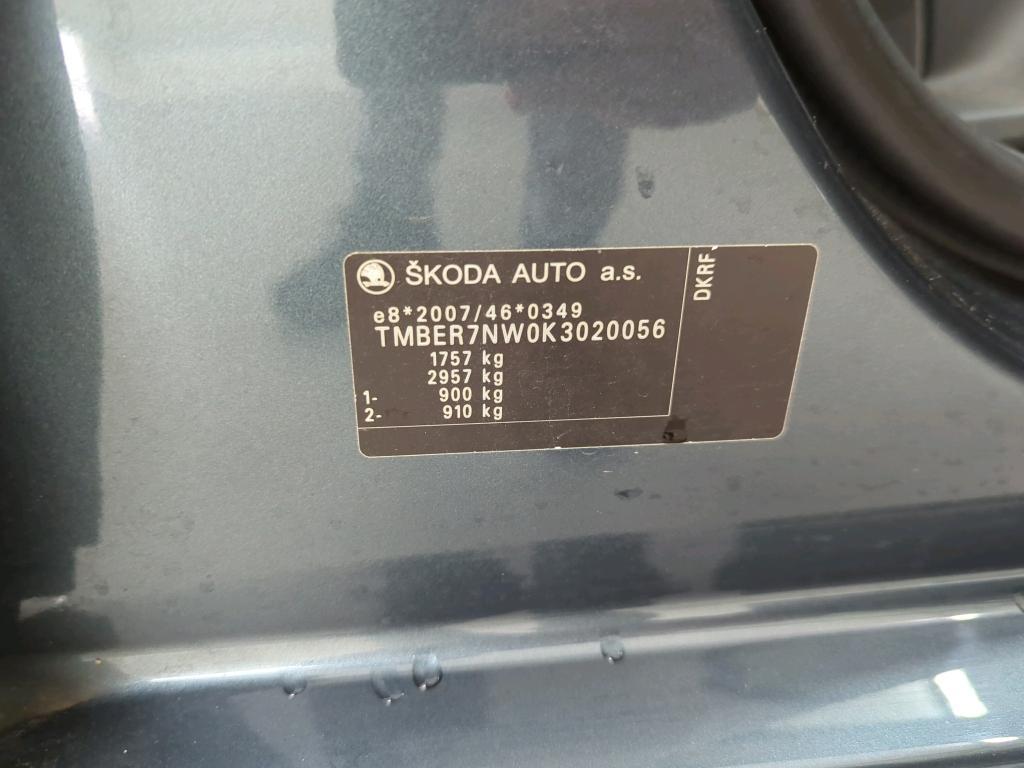 ŠKODA AUTO a.s.
e8*2007/46*0349
TMBER7NW0K3020056
1757 kg
2957 kg
1- 900 kg
2- 910 kg
DKRF